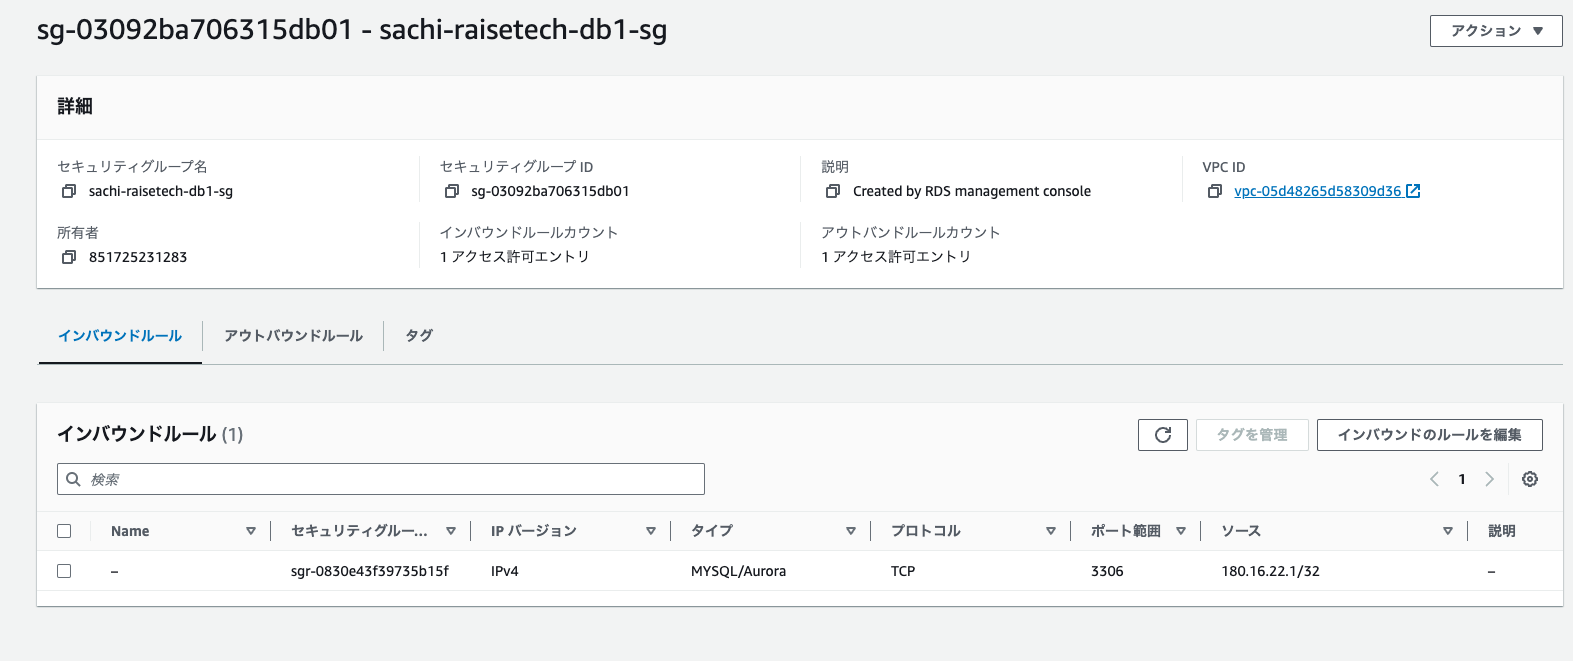 sg-03092ba706315db01 - sachi-raisetech-db1-sg
アクション
詳細
セキュリティグループ名
sachi-raisetech-db1-sg
セキュリティグループ ID
sg-03092ba706315db01
説明
Created by RDS management console
VPC ID
vpc-05d48265d58309d36
所有者
851725231283
インバウンドルールカウント
1 アクセス許可エントリ
アウトバンドルールカウント
1 アクセス許可エントリ
インバウンドルール
アウトバウンドルール
タグ
インバウンドルール (1)
タグを管理
インバウンドのルールを編集
検索
1
Name
セキュリティグルー...
IP バージョン
タイプ
プロトコル
ポート範囲
ソース
説明
–
sgr-0830e43f39735b15f
IPv4
MYSQL/Aurora
TCP
3306
180.16.22.1/32
–